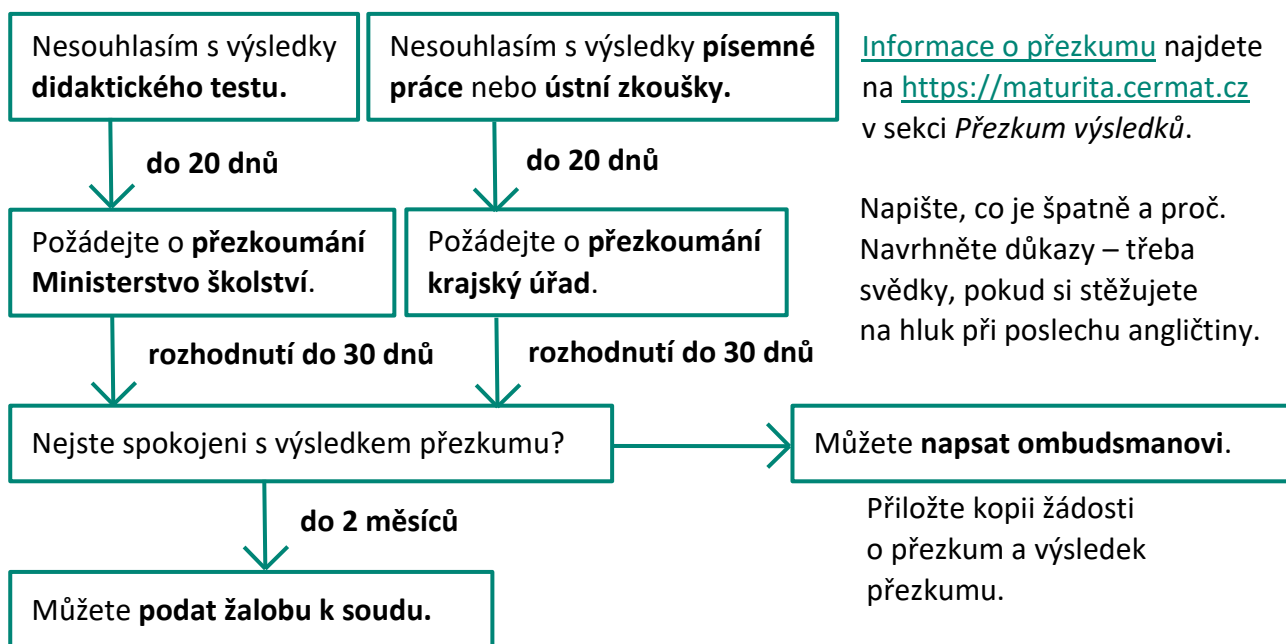 Nesouhlasím s výsledky
didaktického testu.
Nesouhlasím s výsledky písemné
práce nebo ústní zkoušky.
Informace o přezkumu najdete
na https://maturita.cermat.cz
v sekci Přezkum výsledků.
do 20 dnů
do 20 dnů
Napište, co je špatně a proč.
Navrhněte důkazy – třeba
svědky, pokud si stěžujete
na hluk při poslechu angličtiny.
Požádejte o přezkoumání
Ministerstvo školství.
Požádejte o přezkoumání
krajský úřad.
rozhodnutí do 30 dnů
rozhodnutí do 30 dnů
Nejste spokojeni s výsledkem přezkumu?
Můžete napsat ombudsmanovi.
Přiložte kopii žádosti
o přezkum a výsledek
přezkumu.
do 2 měsíců
Můžete podat žalobu k soudu.